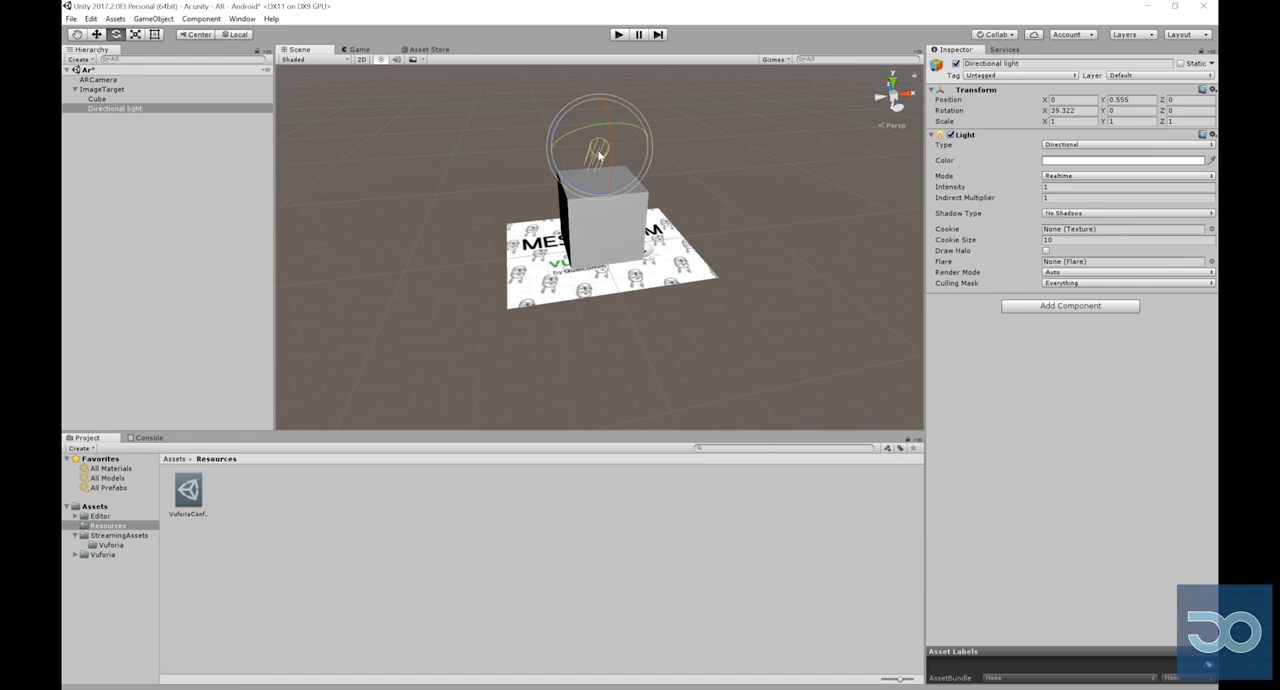 Unity 2017.2.0f3 Personal (64bit) - Ar.unity - AR - Android* <DX11 on DX9 GPU>
File Edit Assets GameObject Component Window Help
Center Local Collab Account Layers Layout
Hierarchy Scene Game Asset Store Inspector Services
Create All Shaded 2D Gizmos All
Directional light Static
Tag Untagged Layer Default
Ar*
ARCamera
ImageTarget
Cube
Directional light
y
x
Persp
Transform
Position X 0 Y 0.555 Z 0
Rotation X 39.322 Y 0 Z 0
Scale X 1 Y 1 Z 1
Light
Type Directional
Color
Mode Realtime
Intensity 1
Indirect Multiplier 1
Shadow Type No Shadows
Cookie None (Texture)
Cookie Size 10
Draw Halo
Flare None (Flare)
Render Mode Auto
Culling Mask Everything
Add Component
by Qualcomm
Project Console
Create
Favorites
All Materials
All Models
All Prefabs
Assets
Editor
Resources
StreamingAssets
Vuforia
Vuforia
Assets Resources
VuforiaConf...
Asset Labels
AssetBundle None